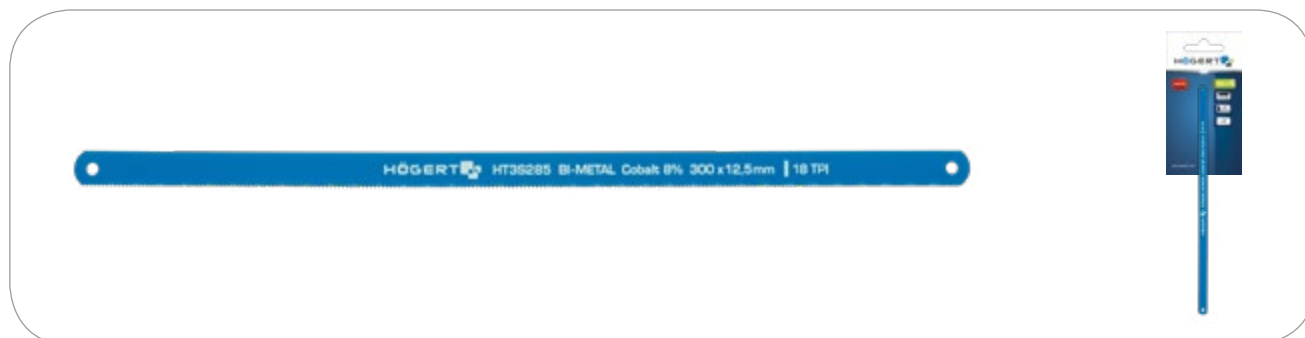 HÖGERT HT3S285 BI-METAL Cobalt 8% 300 x 12,5mm | 18 TPI
HÖGERT